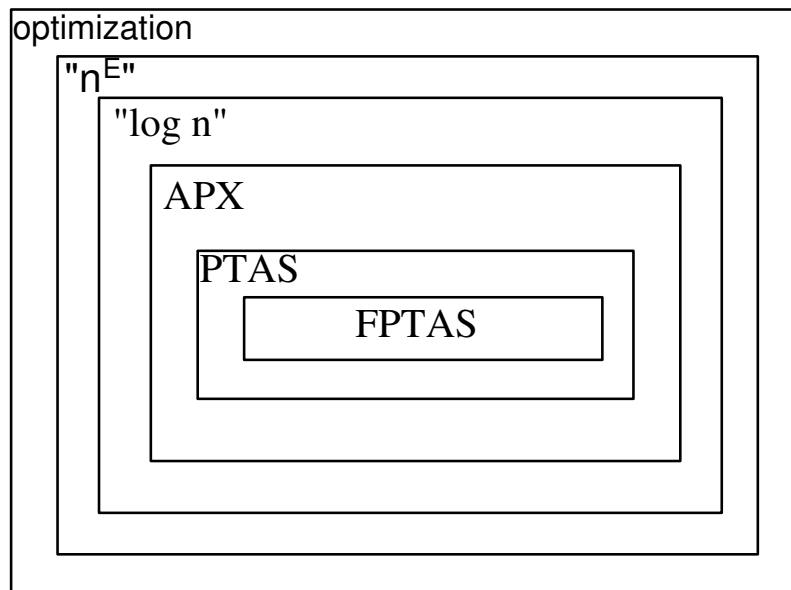 optimization
"n^E"
"log n"
APX
PTAS
FPTAS